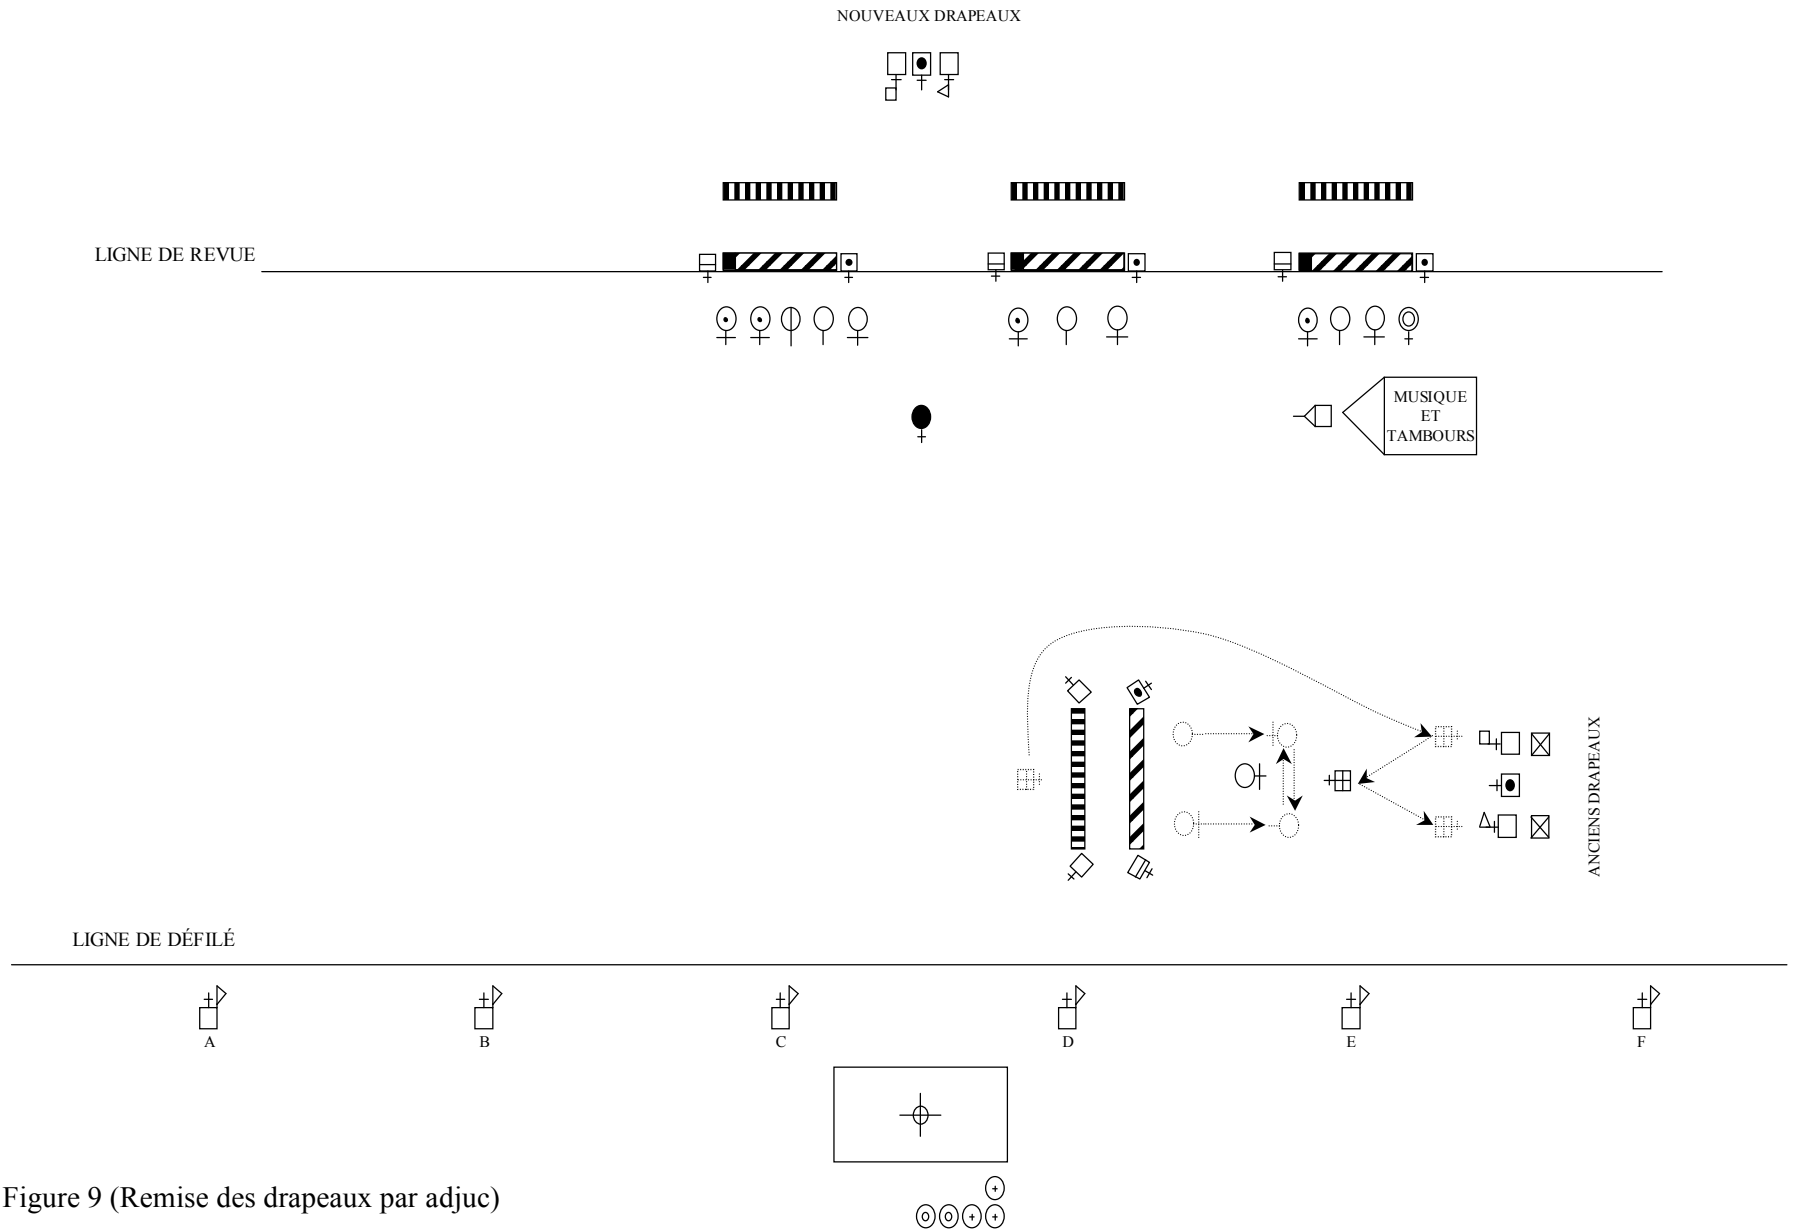 NOUVEAUX DRAPEAUX
LIGNE DE REVUE
MUSIQUE
ET
TAMBOURS
ANCIENS DRAPEAUX
LIGNE DE DÉFILÉ
A B C D E F
Figure 9 (Remise des drapeaux par adjuc)